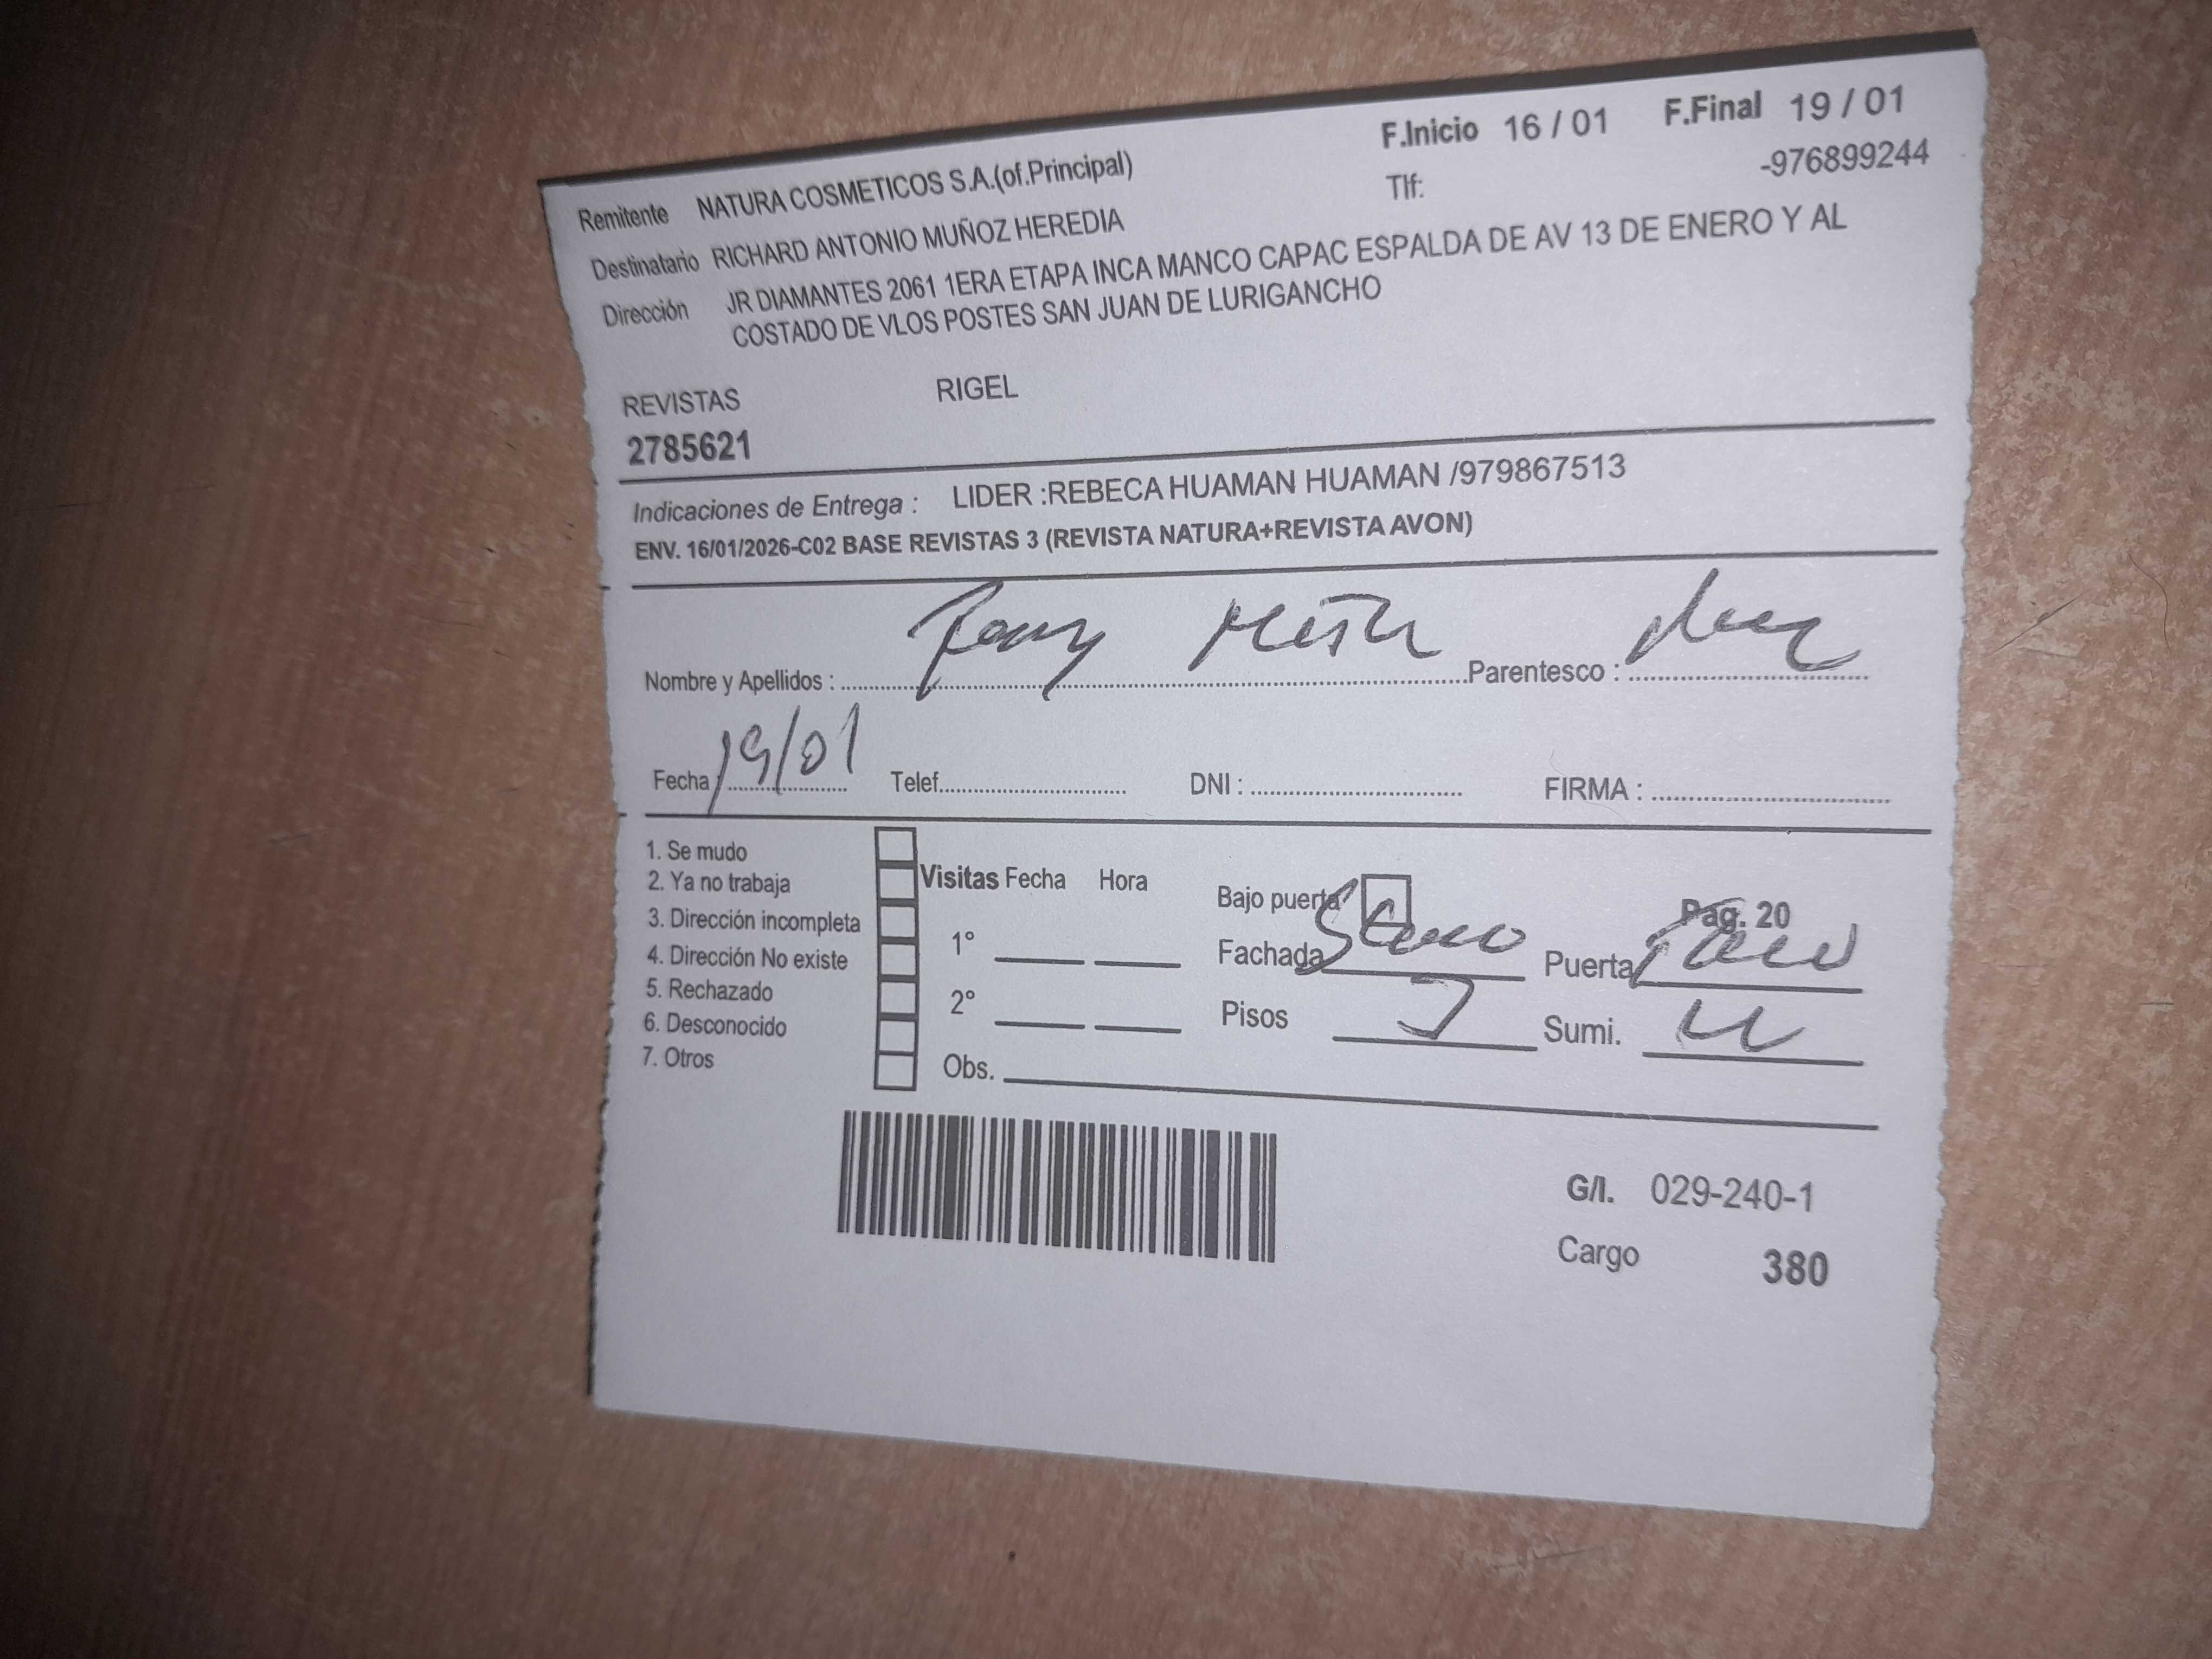 F.Inicio 16 / 01 F.Final 19 / 01
Remitente NATURA COSMETICOS S.A.(of.Principal) Tlf: -976899244
Destinatario RICHARD ANTONIO MUÑOZ HEREDIA
Dirección JR DIAMANTES 2061 1ERA ETAPA INCA MANCO CAPAC ESPALDA DE AV 13 DE ENERO Y AL
COSTADO DE VLOS POSTES SAN JUAN DE LURIGANCHO
REVISTAS RIGEL
2785621
Indicaciones de Entrega : LIDER :REBECA HUAMAN HUAMAN /979867513
ENV. 16/01/2026-C02 BASE REVISTAS 3 (REVISTA NATURA+REVISTA AVON)
Nombre y Apellidos : Parentesco :
Fecha 19/01 Telef. DNI : FIRMA :
1. Se mudo
2. Ya no trabaja
3. Dirección incompleta
4. Dirección No existe
5. Rechazado
6. Desconocido
7. Otros
Visitas Fecha Hora
1°
2°
Obs.
Bajo puerta Pag. 20
Fachada Puerta
Pisos Sumi.
G/I. 029-240-1
Cargo 380